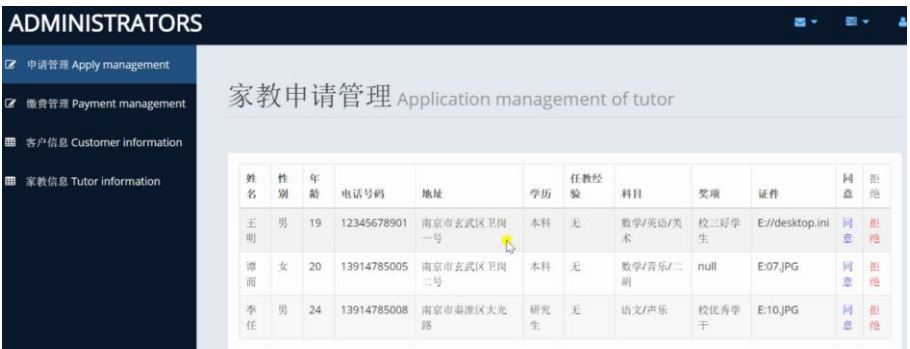 ADMINISTRATORS
申请管理 Apply management
缴费管理 Payment management
客户信息 Customer information
家教信息 Tutor information
家教申请管理 Application management of tutor
姓名 性别 年龄 电话号码 地址 学历 任教经验 科目 奖项 证件 同意 拒绝
王明 男 19 12345678901 南京市玄武区卫岗一号 本科 无 数学/英语/美术 校三好学生 E://desktop.ini 同意 拒绝
谭雨 女 20 13914785005 南京市玄武区卫岗二号 本科 无 数学/音乐/二胡 null E:07.JPG 同意 拒绝
李任 男 24 13914785008 南京市秦淮区大光路 研究生 无 语文/声乐 校优秀学干 E:10.JPG 同意 拒绝